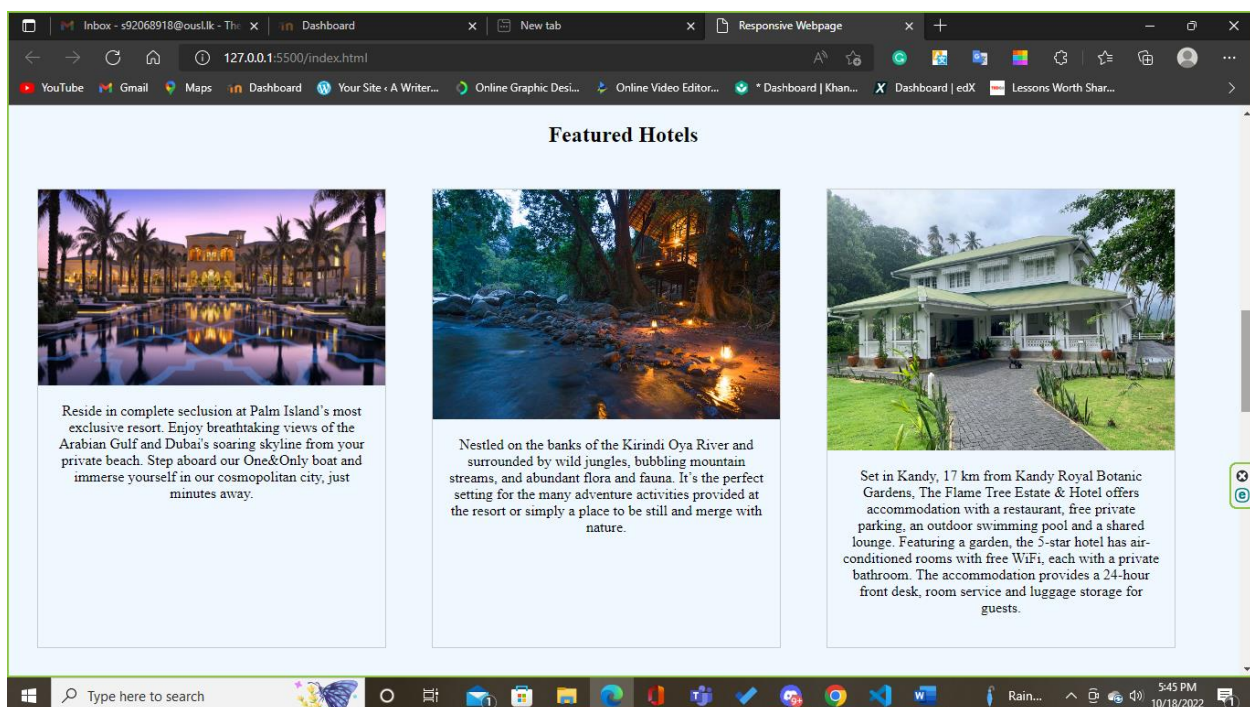 Inbox - s92068918@ousl.lk - The
Dashboard
New tab
Responsive Webpage
127.0.0.1:5500/index.html
YouTube
Gmail
Maps
Dashboard
Your Site ‹ A Writer...
Online Graphic Desi...
Online Video Editor...
* Dashboard | Khan...
Dashboard | edX
Lessons Worth Shar...
Featured Hotels
Reside in complete seclusion at Palm Island's most
exclusive resort. Enjoy breathtaking views of the
Arabian Gulf and Dubai's soaring skyline from your
private beach. Step aboard our One&Only boat and
immerse yourself in our cosmopolitan city, just
minutes away.
Nestled on the banks of the Kirindi Oya River and
surrounded by wild jungles, bubbling mountain
streams, and abundant flora and fauna. It's the perfect
setting for the many adventure activities provided at
the resort or simply a place to be still and merge with
nature.
Set in Kandy, 17 km from Kandy Royal Botanic
Gardens, The Flame Tree Estate & Hotel offers
accommodation with a restaurant, free private
parking, an outdoor swimming pool and a shared
lounge. Featuring a garden, the 5-star hotel has air-
conditioned rooms with free WiFi, each with a private
bathroom. The accommodation provides a 24-hour
front desk, room service and luggage storage for
guests.
Type here to search
Rain...
5:45 PM
10/18/2022